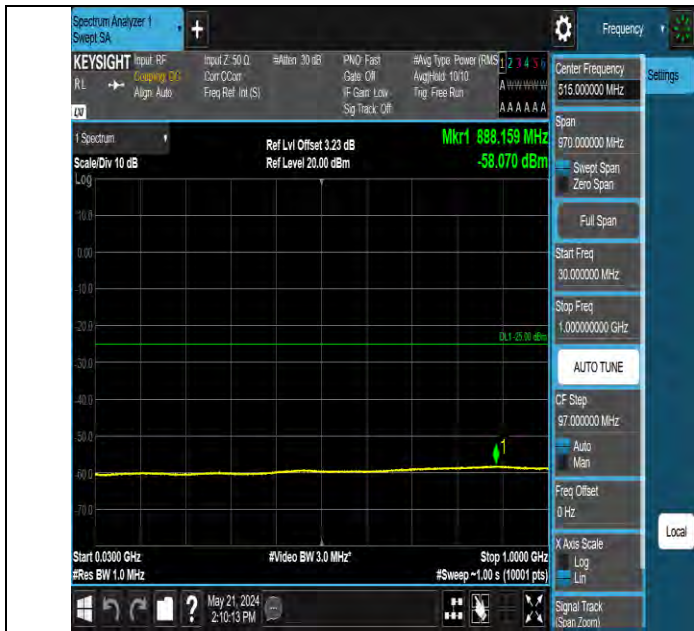 Spectrum Analyzer 1
Swept SA
+
Frequency
KEYSIGHT Input: RF Input Z: 50 Ω #Atten: 30 dB PNO: Fast #Avg Type: Power (RMS 1 2 3 4 5 6
RL Coupling: DC Corr CCorr Gate: Off Avg|Hold: 10/10 A W W W W W
Align: Auto Freq Ref: Int (S) IF Gain: Low Trig: Free Run
Sig Track: Off A A A A A A
LXI
1 Spectrum
Scale/Div 10 dB
Ref Lvl Offset 3.23 dB
Ref Level 20.00 dBm
Mkr1 888.159 MHz
-58.070 dBm
Log
10.0
0.00
-10.0
-20.0
DL1 -25.00 dBm
-30.0
-40.0
-50.0
1
-60.0
-70.0
Start 0.0300 GHz #Video BW 3.0 MHz* Stop 1.0000 GHz
#Res BW 1.0 MHz #Sweep ~1.00 s (10001 pts)
Center Frequency
515.000000 MHz
Settings
Span
970.000000 MHz
Swept Span
Zero Span
Full Span
Start Freq
30.000000 MHz
Stop Freq
1.000000000 GHz
AUTO TUNE
CF Step
97.000000 MHz
Auto
Man
Freq Offset
0 Hz
X Axis Scale
Log
Lin
Local
Signal Track
(Span Zoom)
?
May 21, 2024
2:10:13 PM